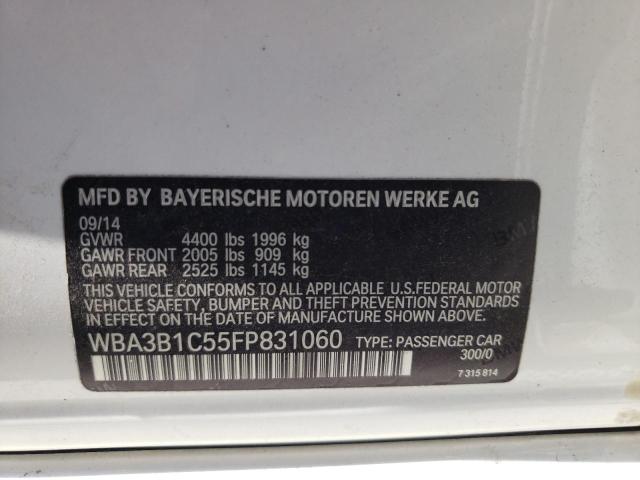 MFD BY BAYERISCHE MOTOREN WERKE AG
09/14
GVWR 4400 lbs 1996 kg
GAWR FRONT 2005 lbs 909 kg
GAWR REAR 2525 lbs 1145 kg
THIS VEHICLE CONFORMS TO ALL APPLICABLE U.S.FEDERAL MOTOR
VEHICLE SAFETY, BUMPER AND THEFT PREVENTION STANDARDS
IN EFFECT ON THE DATE OF MANUFACTURE SHOWN ABOVE.
WBA3B1C55FP831060 TYPE: PASSENGER CAR
300/0
7 315 814